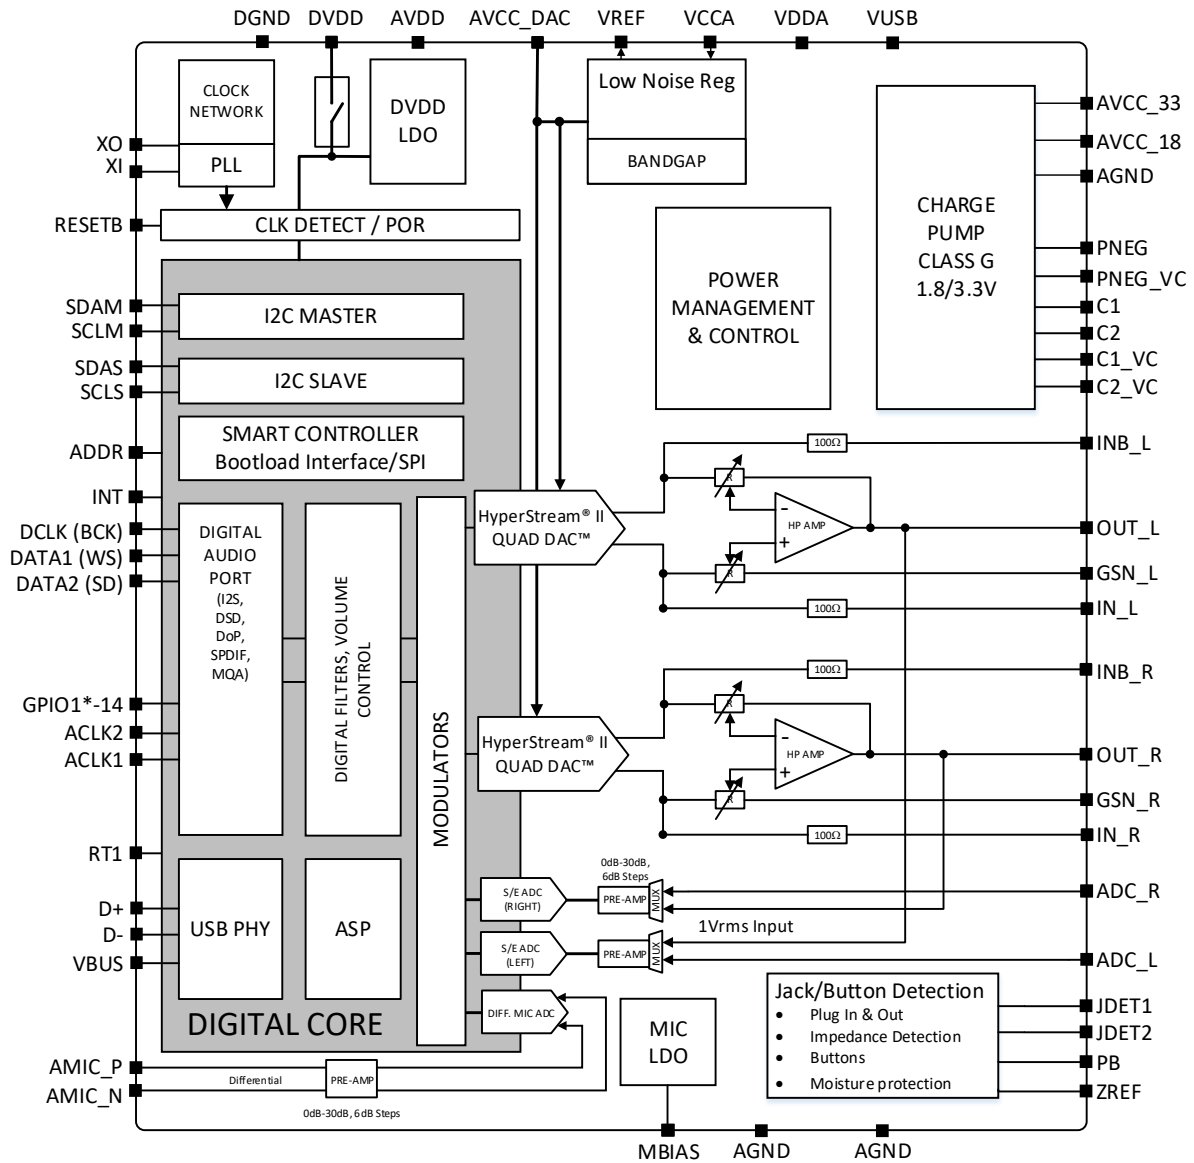 DGND
DVDD
AVDD
AVCC_DAC
VREF
VCCA
VDDA
VUSB
CLOCK
NETWORK
PLL
DVDD
LDO
Low Noise Reg
BANDGAP
XO
XI
RESETB
CLK DETECT / POR
CHARGE
PUMP
CLASS G
1.8/3.3V
AVCC_33
AVCC_18
AGND
PNEG
PNEG_VC
C1
C2
C1_VC
C2_VC
POWER
MANAGEMENT
& CONTROL
SDAM
SCLM
I2C MASTER
SDAS
SCLS
I2C SLAVE
ADDR
SMART CONTROLLER
Bootload Interface/SPI
INT
DCLK (BCK)
DATA1 (WS)
DATA2 (SD)
DIGITAL
AUDIO
PORT
(I2S,
DSD,
DoP,
SPDIF,
MQA)
DIGITAL FILTERS, VOLUME
CONTROL
MODULATORS
HyperStream® II
QUAD DAC™
100Ω
INB_L
R
HP AMP
-
+
OUT_L
R
GSN_L
100Ω
IN_L
GPIO1*-14
ACLK2
ACLK1
HyperStream® II
QUAD DAC™
100Ω
INB_R
R
HP AMP
-
+
OUT_R
R
GSN_R
100Ω
IN_R
RT1
D+
D-
VBUS
USB PHY
ASP
DIGITAL CORE
S/E ADC
(RIGHT)
0dB-30dB,
6dB Steps
PRE-AMP
MUX
ADC_R
1Vrms Input
S/E ADC
(LEFT)
PRE-AMP
MUX
ADC_L
DIFF. MIC ADC
MIC
LDO
Jack/Button Detection
• Plug In & Out
• Impedance Detection
• Buttons
• Moisture protection
JDET1
JDET2
PB
ZREF
AMIC_P
AMIC_N
Differential
PRE-AMP
0dB-30dB, 6dB Steps
MBIAS
AGND
AGND